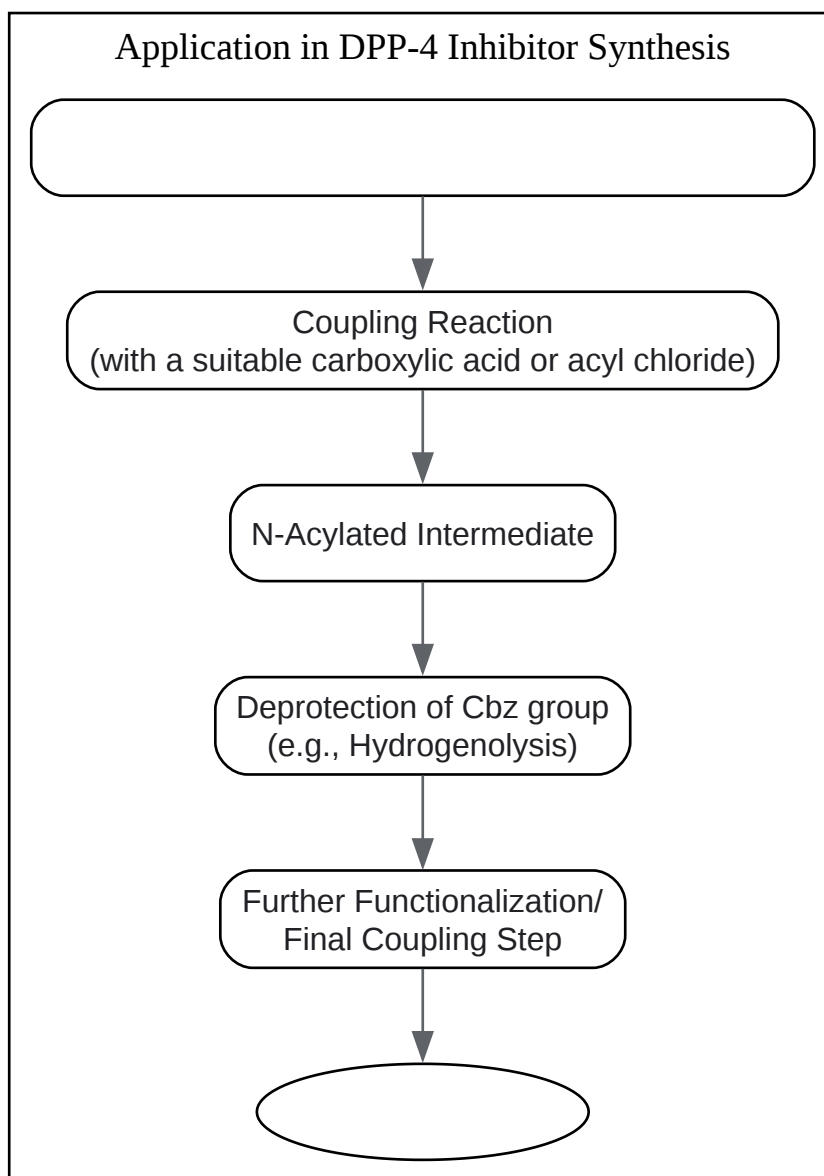 Application in DPP-4 Inhibitor Synthesis
Coupling Reaction
(with a suitable carboxylic acid or acyl chloride)
N-Acylated Intermediate
Deprotection of Cbz group
(e.g., Hydrogenolysis)
Further Functionalization/
Final Coupling Step